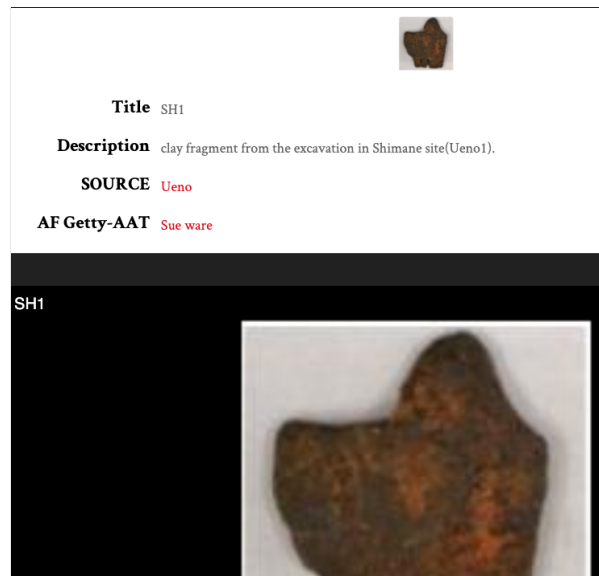 Title SH1
Description clay fragment from the excavation in Shimane site(Ueno1).
SOURCE Ueno
AF Getty-AAT Sue ware
SH1